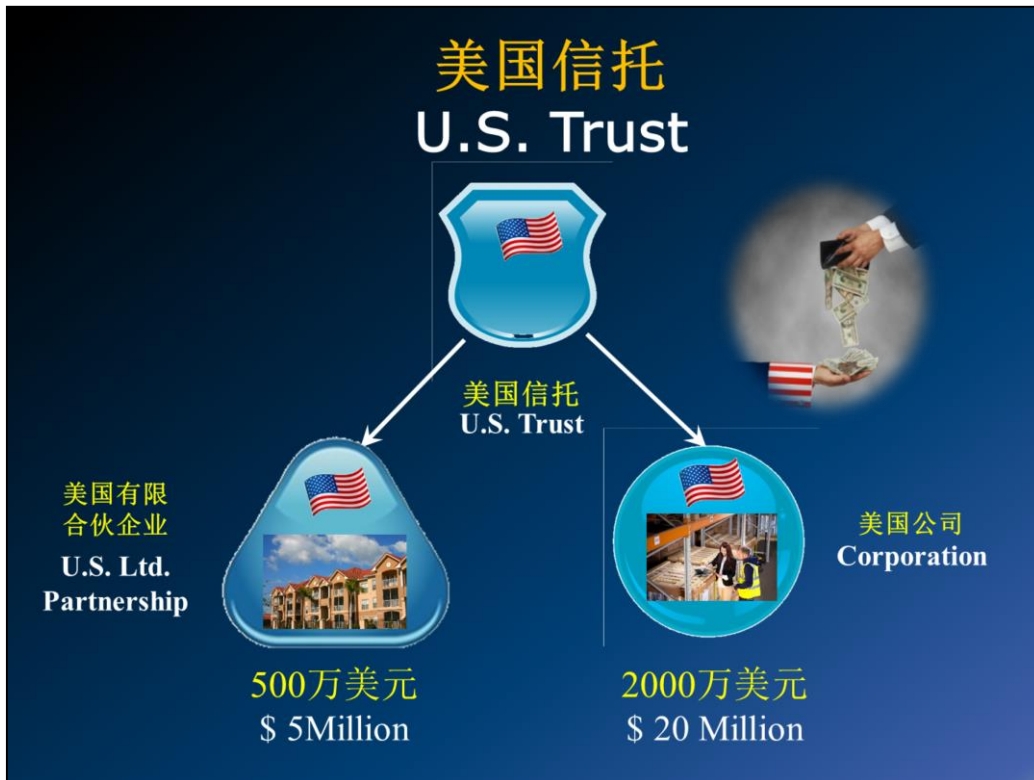 美国信托
U.S. Trust
美国信托
U.S. Trust
美国有限
合伙企业
U.S. Ltd.
Partnership
美国公司
Corporation
500万美元
$ 5Million
2000万美元
$ 20 Million